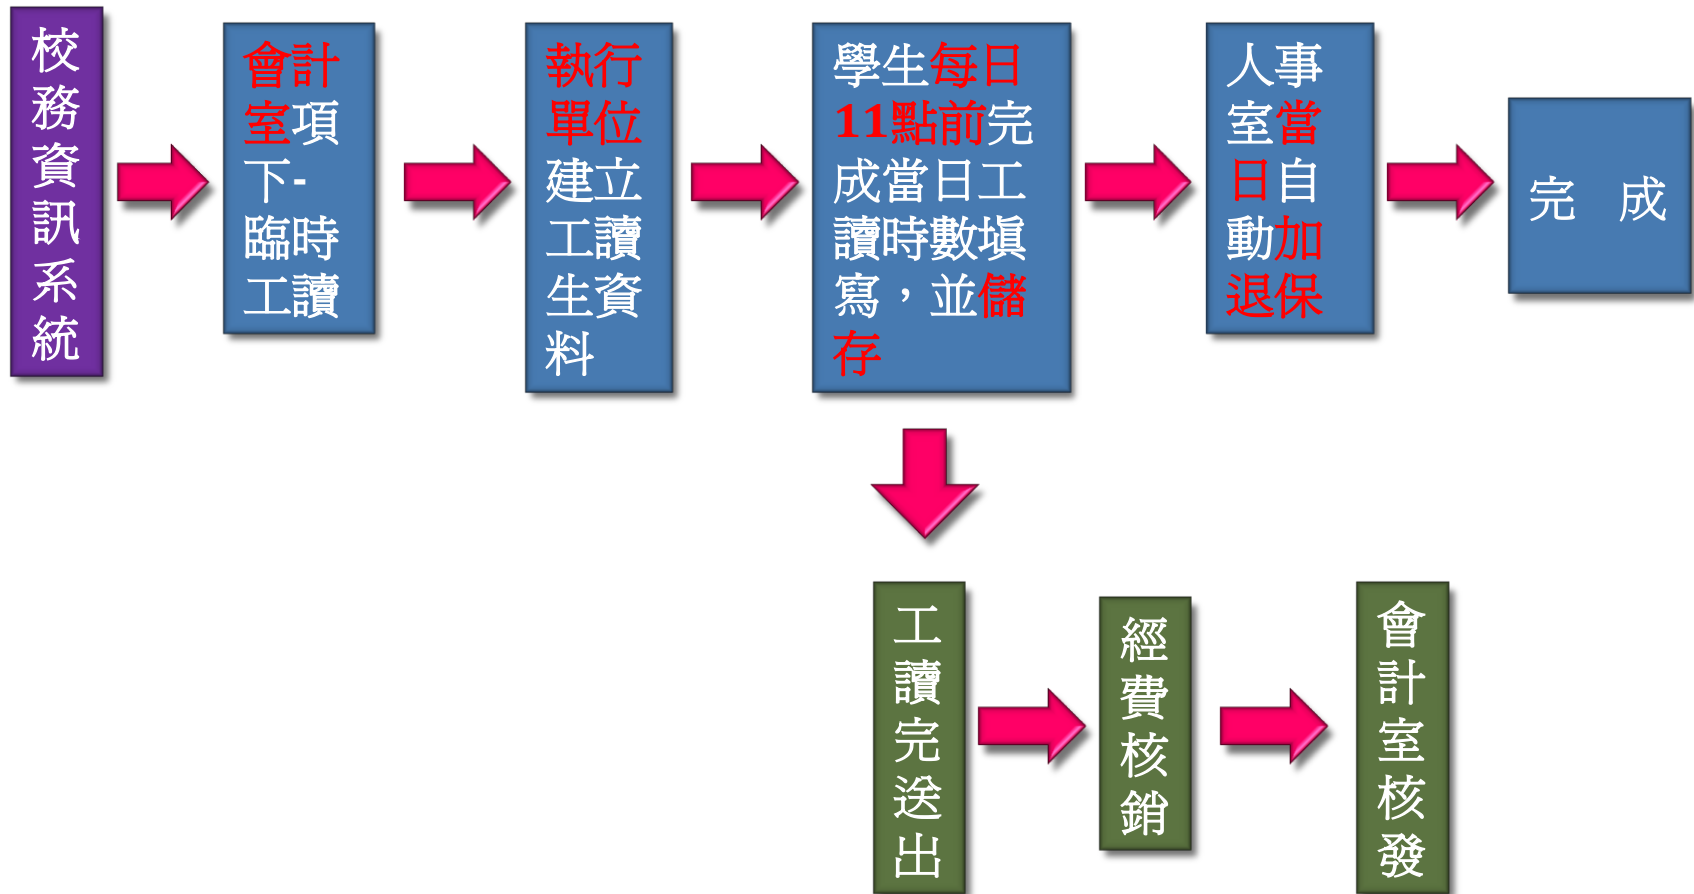 校
務
資
訊
系
統
會計
室項
下-
臨時
工讀
執行
單位
建立
工讀
生資
料
學生每日
11點前完
成當日工
讀時數填
寫，並儲
存
人事
室當
日自
動加
退保
完　成
工
讀
完
送
出
經
費
核
銷
會
計
室
核
發